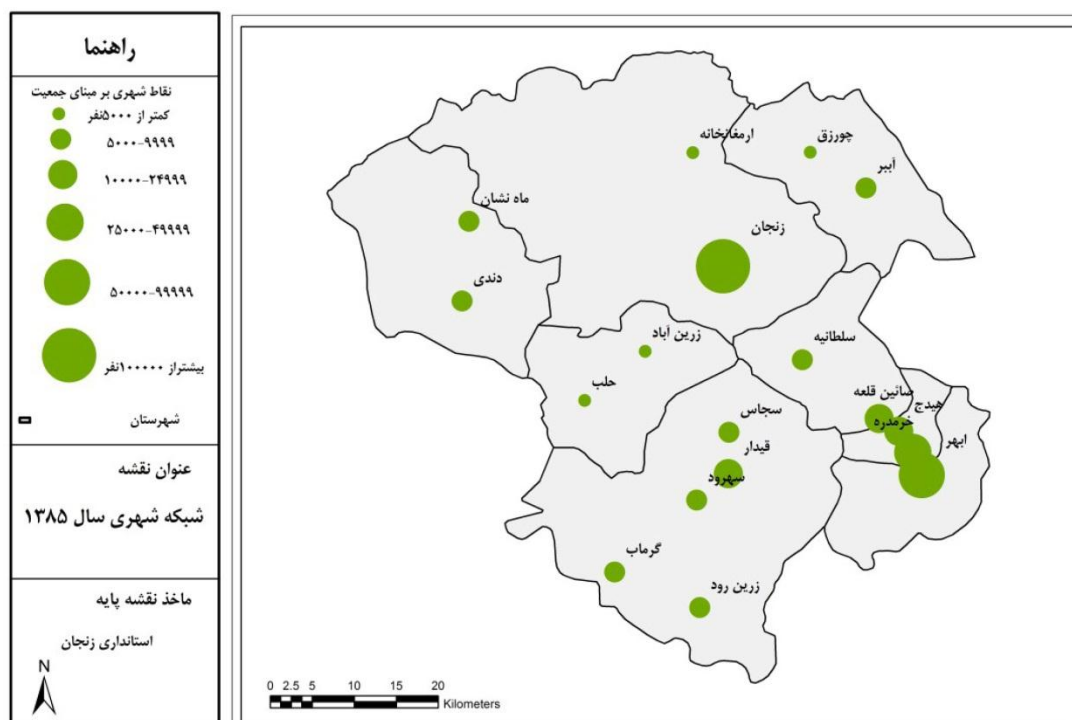 راهنما
نقاط شهری بر مبنای جمعیت
کمتر از ۵۰۰۰نفر
۵۰۰۰-۹۹۹۹
۱۰۰۰۰-۲۴۹۹۹
۲۵۰۰۰-۴۹۹۹۹
۵۰۰۰۰-۹۹۹۹۹
بیشتراز ۱۰۰۰۰۰نفر
شهرستان
عنوان نقشه
شبکه شهری سال ۱۳۸۵
ماخذ نقشه پایه
استانداری زنجان
N
ارمغانخانه
چورزق
آببر
ماه نشان
زنجان
دندی
زرین آباد
سلطانیه
حلب
صائین قلعه
هیدج
سجاس
خرمدره
ابهر
قیدار
سهرود
گرماب
زرین رود
0 2.5 5 10 15 20
Kilometers